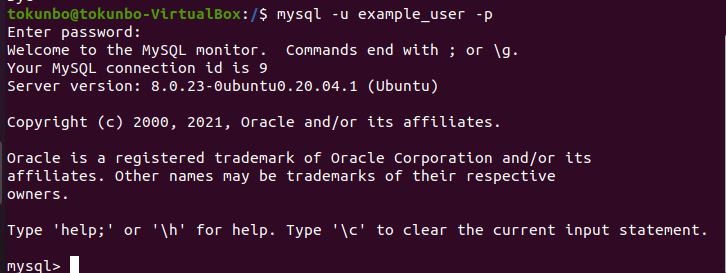 tokunbo@tokunbo-VirtualBox:/$ mysql -u example_user -p
Enter password:
Welcome to the MySQL monitor.  Commands end with ; or \g.
Your MySQL connection id is 9
Server version: 8.0.23-0ubuntu0.20.04.1 (Ubuntu)
Copyright (c) 2000, 2021, Oracle and/or its affiliates.
Oracle is a registered trademark of Oracle Corporation and/or its
affiliates. Other names may be trademarks of their respective
owners.
Type 'help;' or '\h' for help. Type '\c' to clear the current input statement.
mysql>